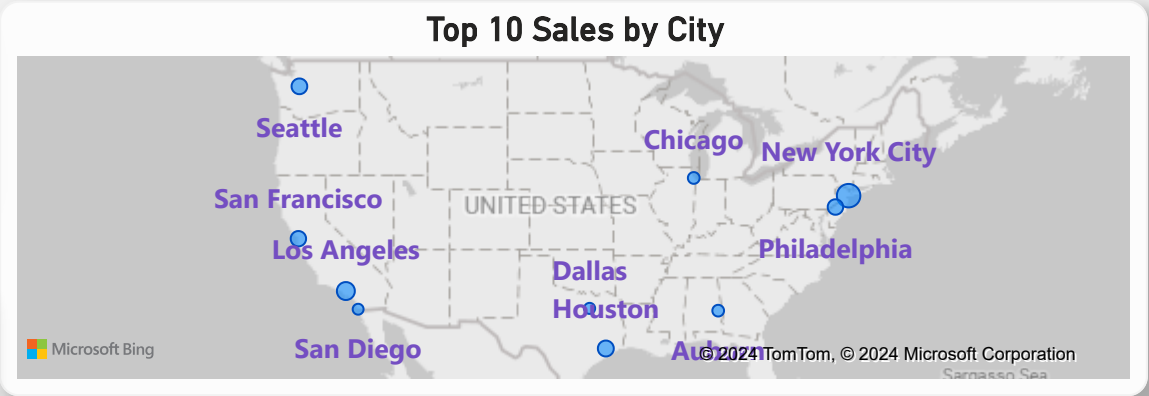 Top 10 Sales by City
Seattle
Chicago
New York City
San Francisco
UNITED STATES
Los Angeles
Philadelphia
Dallas
Houston
San Diego
Auburn
Microsoft Bing
© 2024 TomTom, © 2024 Microsoft Corporation
Sargasso Sea